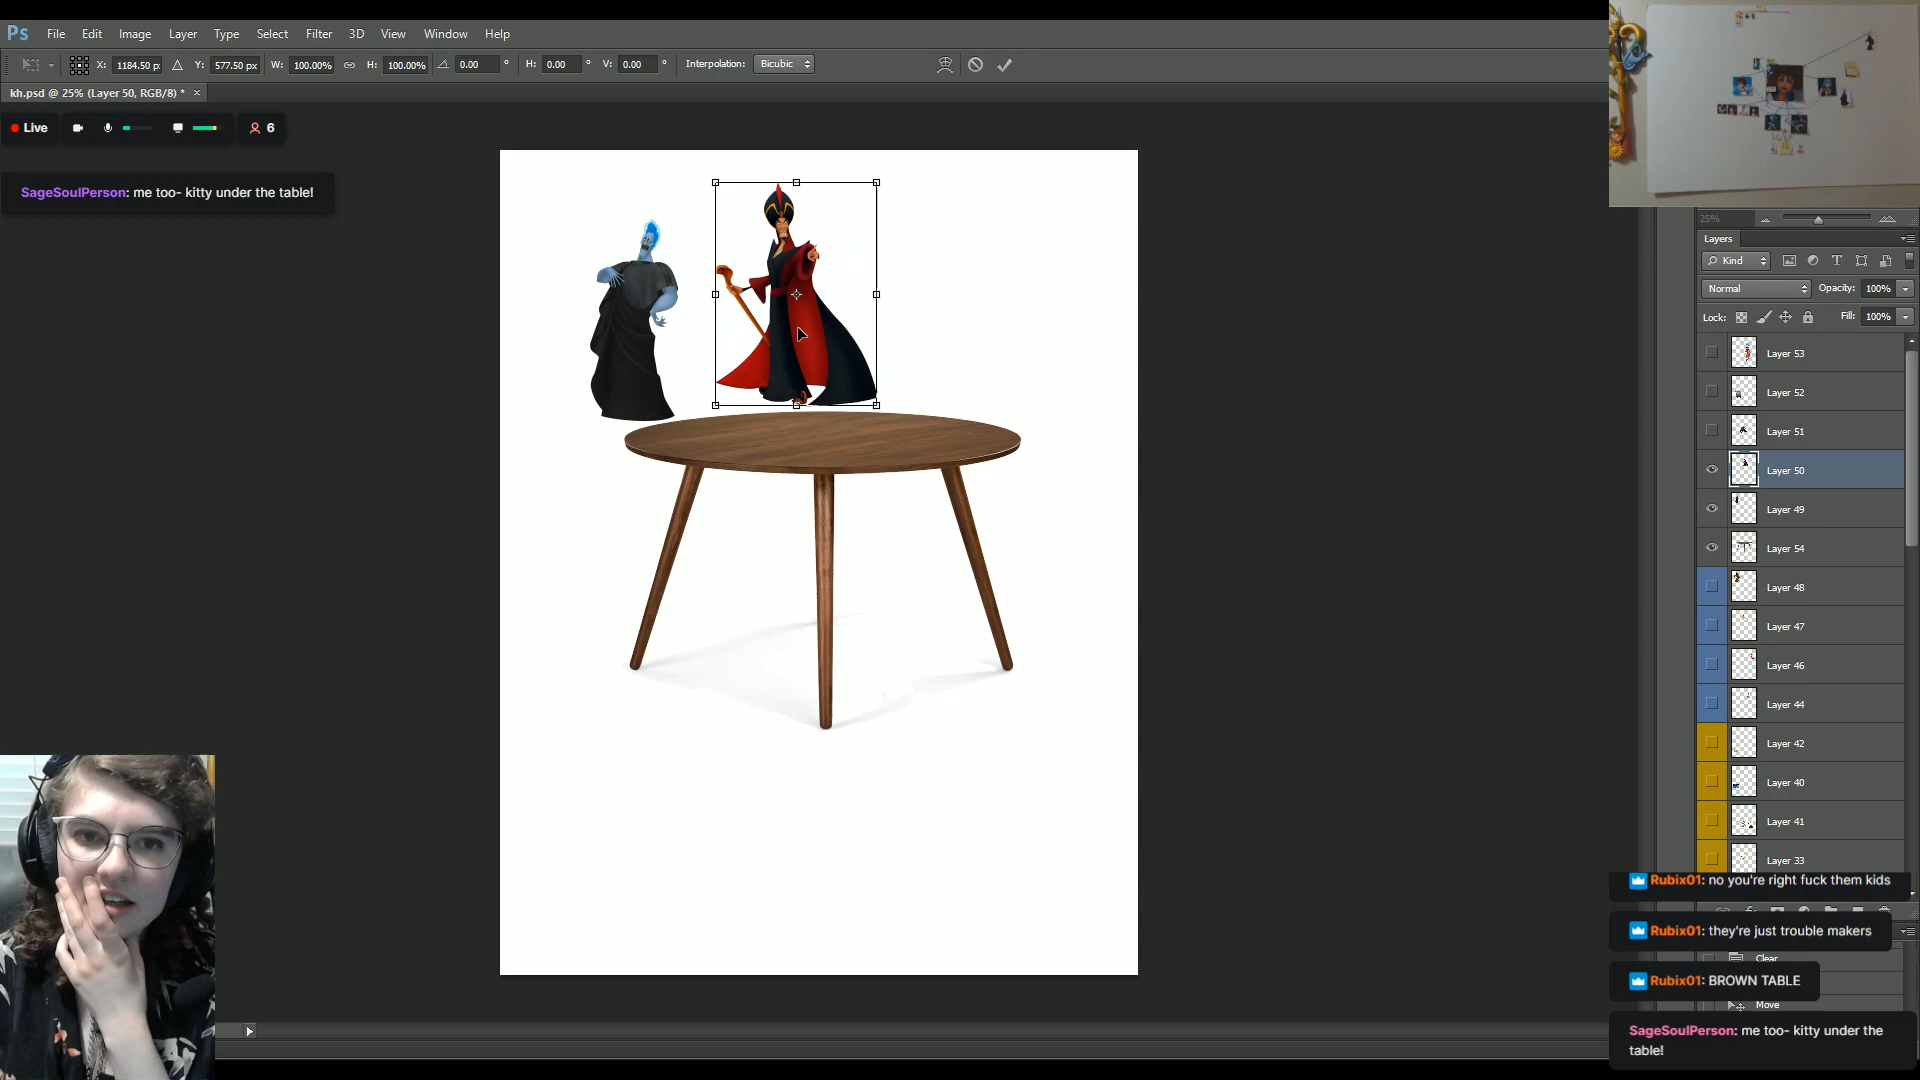 Ps File Edit Image Layer Type Select Filter 3D View Window Help
X: 1184.50 p: Y: 577.50 px W: 100.00% H: 100.00% 0.00 ° H: 0.00 ° V: 0.00 ° Interpolation: Bicubic
kh.psd @ 25% (Layer 50, RGB/8) * ×
Live 6
SageSoulPerson: me too- kitty under the table!
25%
Layers
Kind
Normal Opacity: 100%
Lock: Fill: 100%
Layer 53
Layer 52
Layer 51
Layer 50
Layer 49
Layer 54
Layer 48
Layer 47
Layer 46
Layer 44
Layer 42
Layer 40
Layer 41
Layer 33
Rubix01: no you're right fuck them kids
Rubix01: they're just trouble makers
Clear
Rubix01: BROWN TABLE
Move
SageSoulPerson: me too- kitty under the
table!